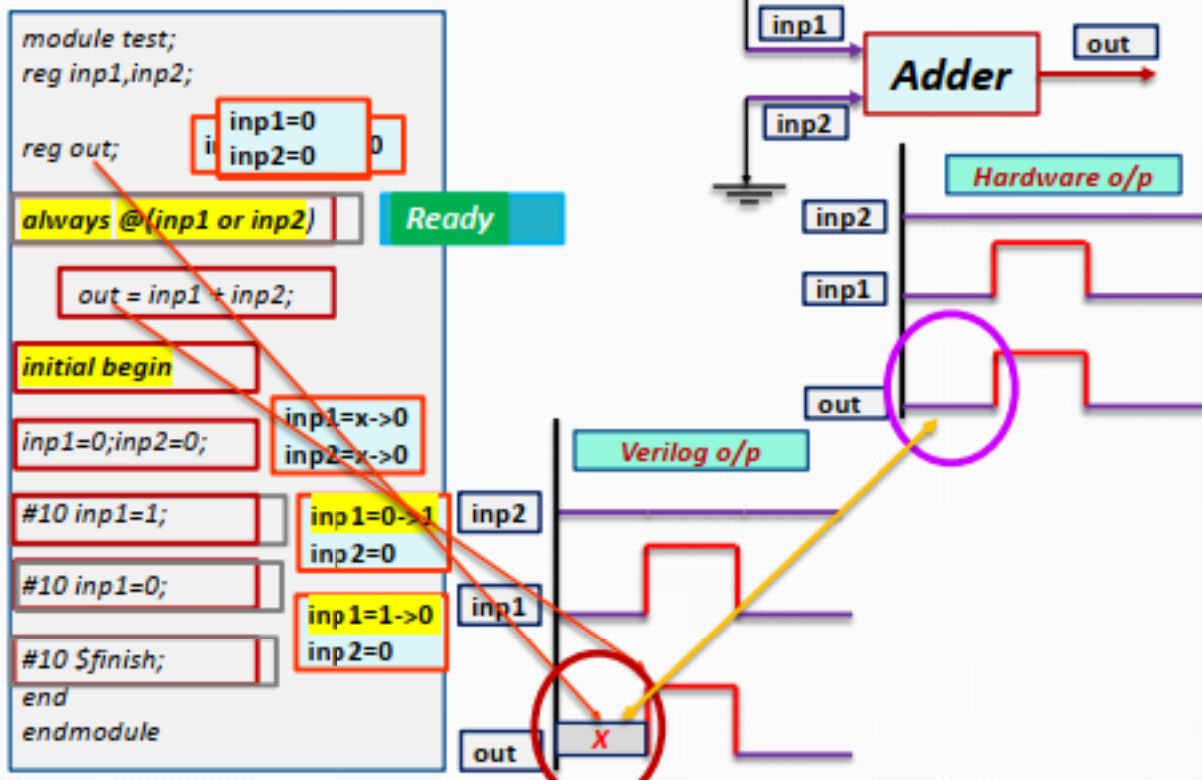 module test;
reg inp1,inp2;
reg out;
inp1=0
inp2=0
0
always @(inp1 or inp2)
Ready
out = inp1 + inp2;
initial begin
inp1=0;inp2=0;
inp1=x->0
inp2=x->0
#10 inp1=1;
inp1=0->1
inp2=0
#10 inp1=0;
inp1=1->0
inp2=0
#10 $finish;
end
endmodule
inp1
inp2
Adder
out
Hardware o/p
inp2
inp1
out
Verilog o/p
inp2
inp1
out
X